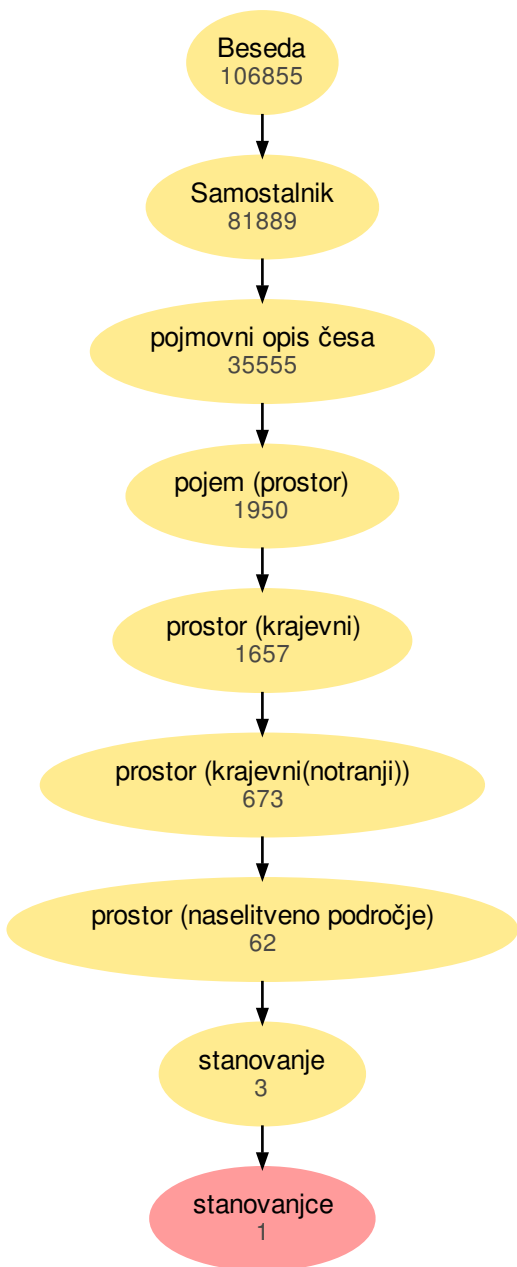 Beseda
106855
Samostalnik
81889
pojmovni opis česa
35555
pojem (prostor)
1950
prostor (krajevni)
1657
prostor (krajevni(notranji))
673
prostor (naselitveno področje)
62
stanovanje
3
stanovanjce
1